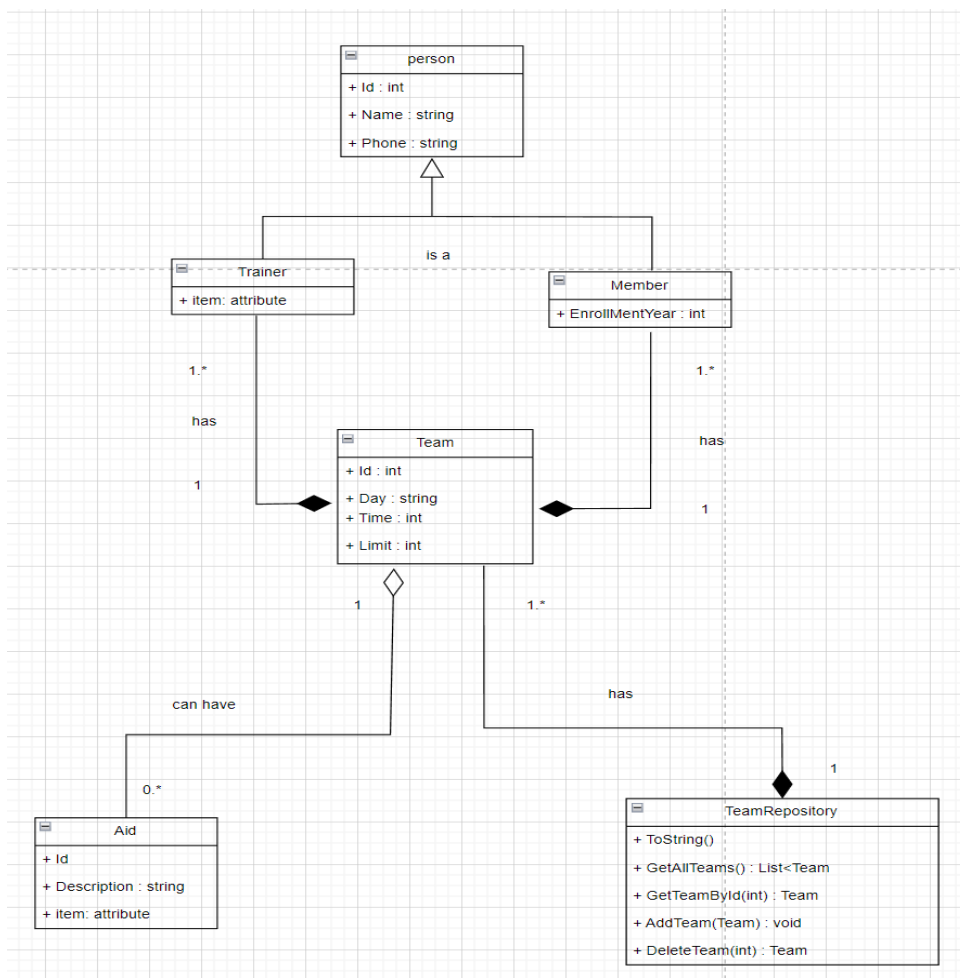 person
+ Id : int
+ Name : string
+ Phone : string
is a
Trainer
+ item: attribute
Member
+ EnrollMentYear : int
1.*
has
1
1.*
has
1
Team
+ Id : int
+ Day : string
+ Time : int
+ Limit : int
1
1.*
can have
has
0.*
1
Aid
+ Id
+ Description : string
+ item: attribute
TeamRepository
+ ToString()
+ GetAllTeams() : List<Team
+ GetTeamById(int) : Team
+ AddTeam(Team) : void
+ DeleteTeam(int) : Team